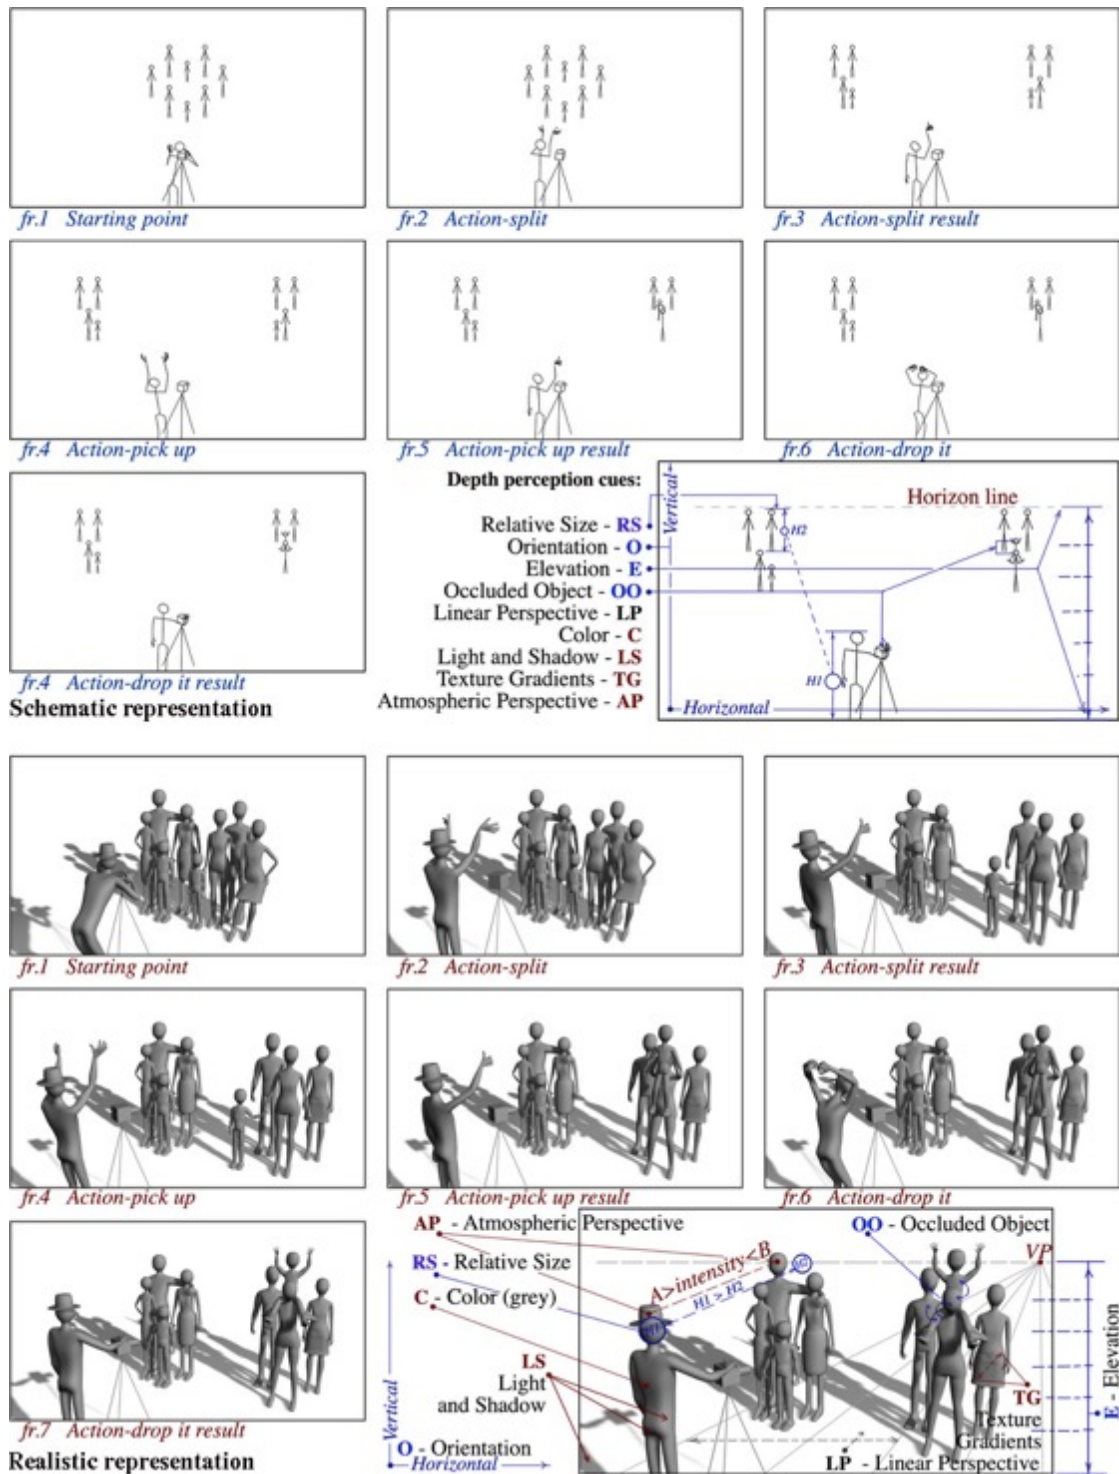 fr.1 Starting point
fr.2 Action-split
fr.3 Action-split result
fr.4 Action-pick up
fr.5 Action-pick up result
fr.6 Action-drop it
fr.4 Action-drop it result
Schematic representation
Depth perception cues:
Relative Size - RS
Orientation - O
Elevation - E
Occluded Object - OO
Linear Perspective - LP
Color - C
Light and Shadow - LS
Texture Gradients - TG
Atmospheric Perspective - AP
Vertical
Horizon line
H2
H1
Horizontal
fr.1 Starting point
fr.2 Action-split
fr.3 Action-split result
fr.4 Action-pick up
fr.5 Action-pick up result
fr.6 Action-drop it
fr.7 Action-drop it result
Realistic representation
AP - Atmospheric Perspective
RS - Relative Size
C - Color (grey)
LS
Light
and Shadow
Vertical
O - Orientation
Horizontal
A>intensity<B
H1 > H2
H2
H1
OO - Occluded Object
VP
TG
Texture
Gradients
LP - Linear Perspective
E - Elevation